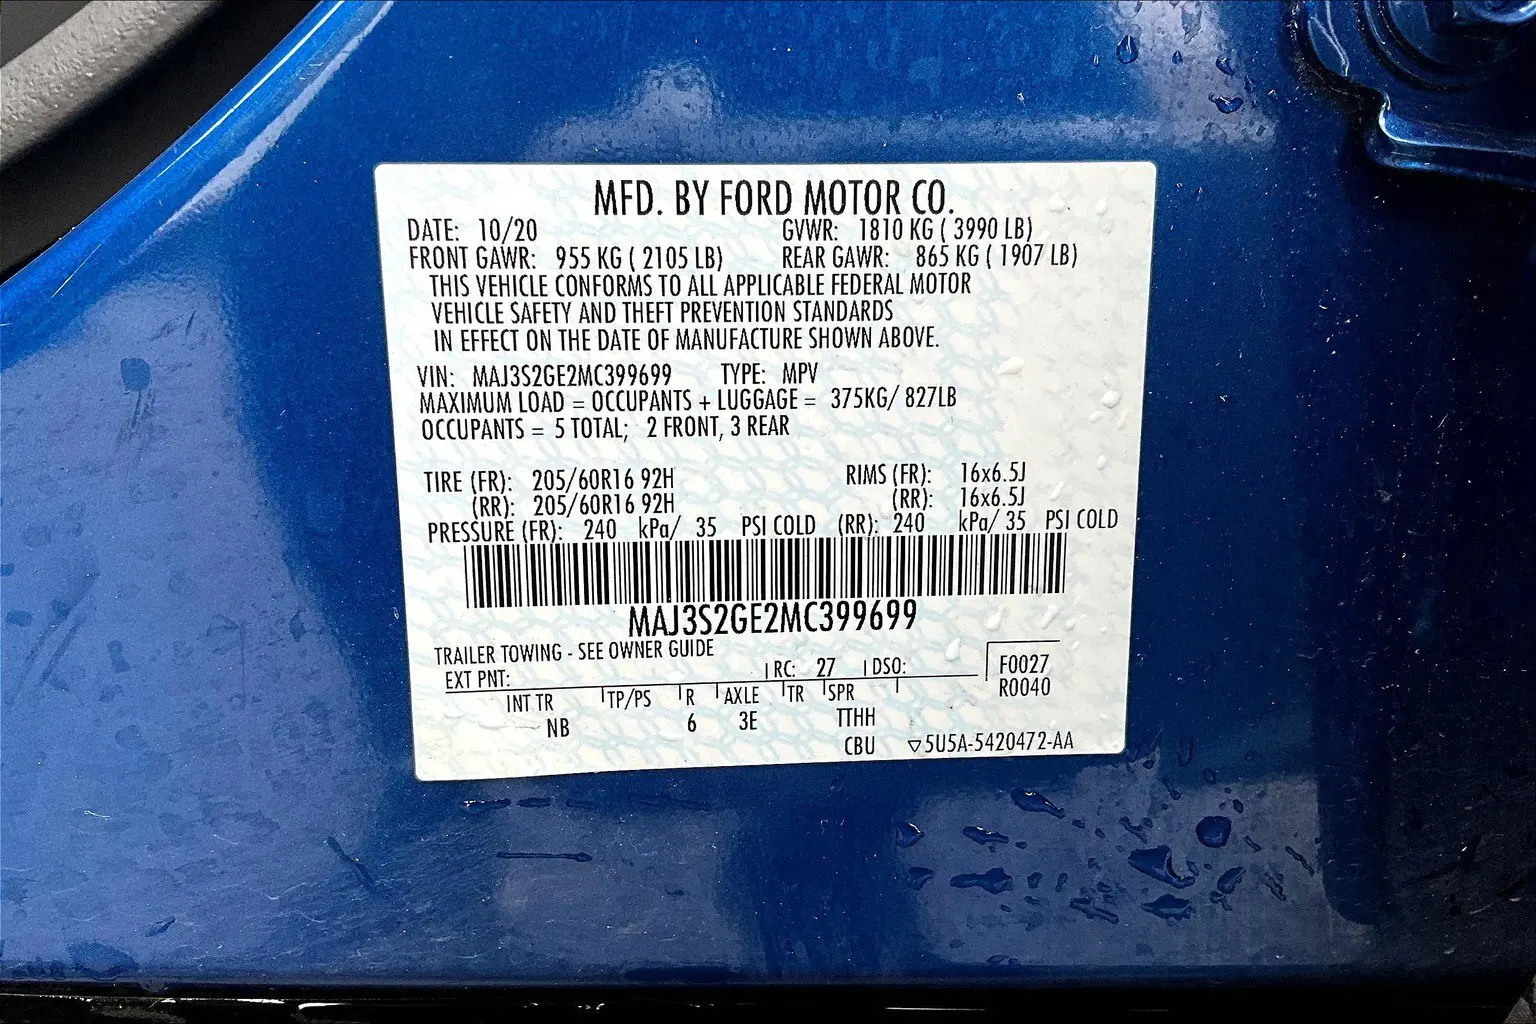 MFD. BY FORD MOTOR CO.
DATE: 10/20 GVWR: 1810 KG ( 3990 LB)
FRONT GAWR: 955 KG ( 2105 LB) REAR GAWR: 865 KG ( 1907 LB)
THIS VEHICLE CONFORMS TO ALL APPLICABLE FEDERAL MOTOR
VEHICLE SAFETY AND THEFT PREVENTION STANDARDS
IN EFFECT ON THE DATE OF MANUFACTURE SHOWN ABOVE.
VIN: MAJ3S2GE2MC399699 TYPE: MPV
MAXIMUM LOAD = OCCUPANTS + LUGGAGE = 375KG/ 827LB
OCCUPANTS = 5 TOTAL; 2 FRONT, 3 REAR
TIRE (FR): 205/60R16 92H RIMS (FR): 16x6.5J
(RR): 205/60R16 92H (RR): 16x6.5J
PRESSURE (FR): 240 kPa/ 35 PSI COLD (RR): 240 kPa/ 35 PSI COLD
MAJ3S2GE2MC399699
TRAILER TOWING - SEE OWNER GUIDE
EXT PNT: RC: 27 DSO: F0027
R0040
INT TR TP/PS R AXLE TR SPR
NB 6 3E TTHH
CBU ▽5U5A-5420472-AA